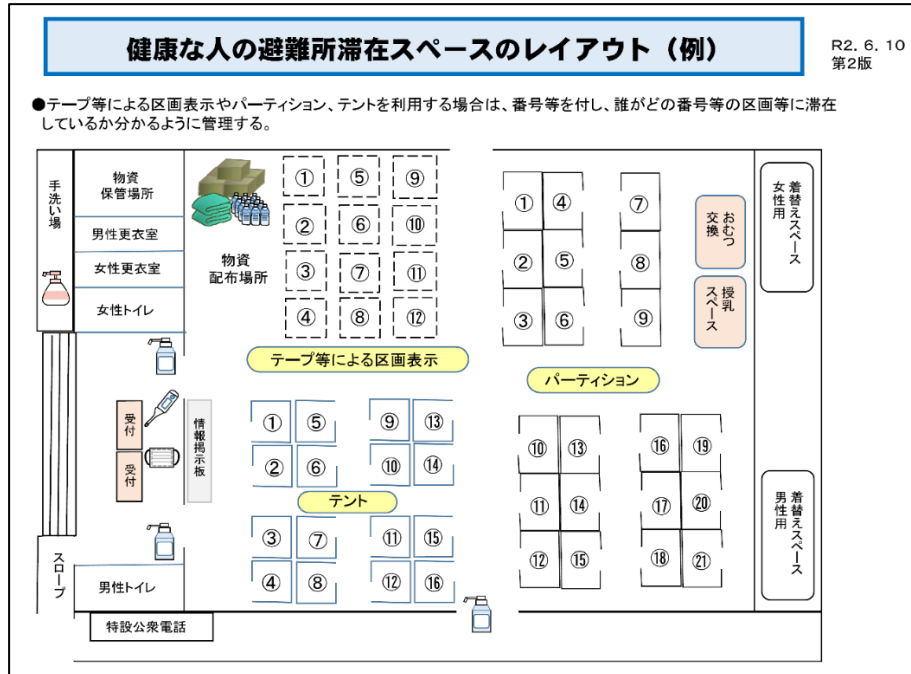 健康な人の避難所滞在スペースのレイアウト（例）
R2. 6. 10
第2版
●テープ等による区画表示やパーティション、テントを利用する場合は、番号等を付し、誰がどの番号等の区画等に滞在
しているか分かるように管理する。
手洗い場
物資
保管場所
男性更衣室
女性更衣室
女性トイレ
物資
配布場所
① ⑤ ⑨
② ⑥ ⑩
③ ⑦ ⑪
④ ⑧ ⑫
テープ等による区画表示
① ④ ⑦
② ⑤ ⑧
③ ⑥ ⑨
パーティション
おむつ
交換
授乳
スペース
着替えスペース
女性用
受付
受付
情報掲示板
① ⑤ ⑨ ⑬
② ⑥ ⑩ ⑭
テント
③ ⑦ ⑪ ⑮
④ ⑧ ⑫ ⑯
⑩ ⑬ ⑯ ⑲
⑪ ⑭ ⑰ ⑳
⑫ ⑮ ⑱ ㉑
着替えスペース
男性用
スロープ
男性トイレ
特設公衆電話